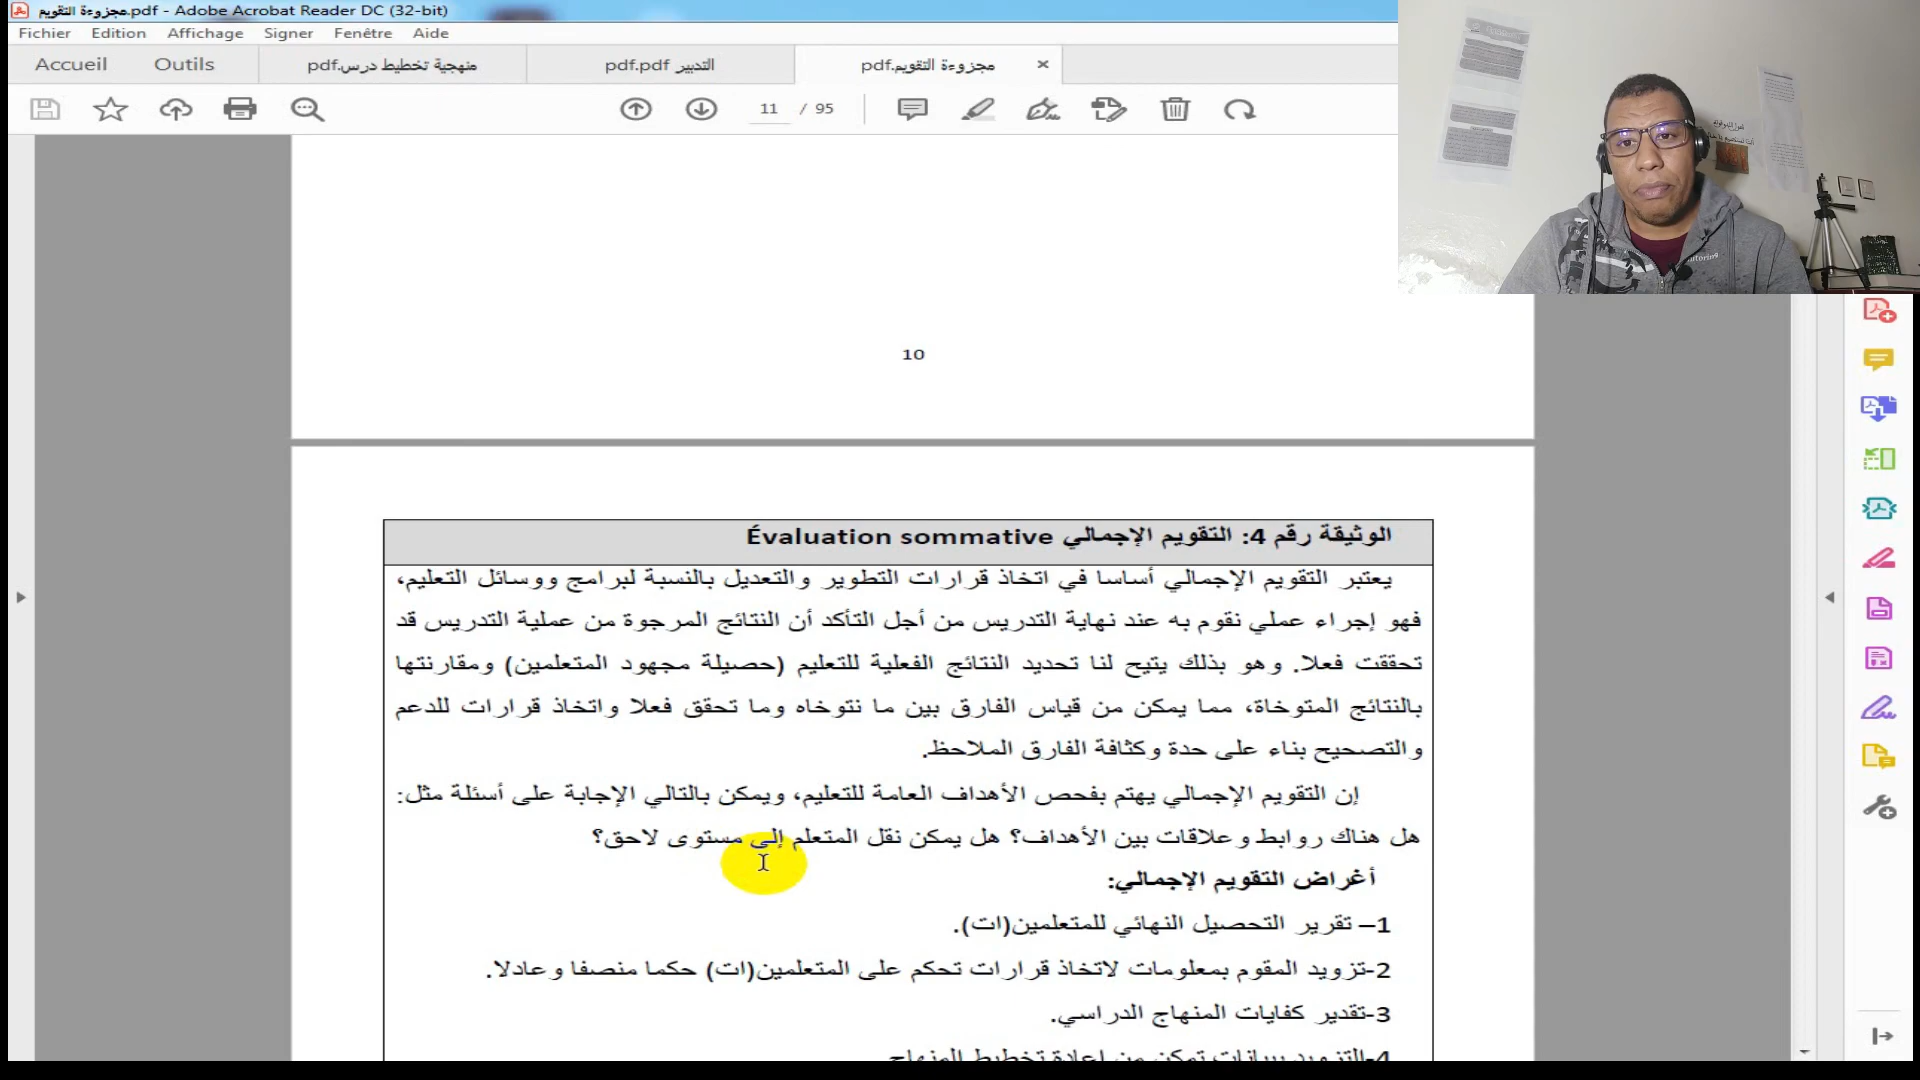 مجزوءة التقويم.pdf - Adobe Acrobat Reader DC (32-bit)
Fichier Edition Affichage Signer Fenêtre Aide
Accueil Outils منهجية تخطيط درس.pdf التدبير pdf.pdf مجزوءة التقويم.pdf ×
11 / 95
10
الوثيقة رقم 4: التقويم الإجمالي Évaluation sommative
يعتبر التقويم الإجمالي أساسا في اتخاذ قرارات التطوير والتعديل بالنسبة لبرامج ووسائل التعليم،
فهو إجراء عملي نقوم به عند نهاية التدريس من أجل التأكد أن النتائج المرجوة من عملية التدريس قد
تحققت فعلا. وهو بذلك يتيح لنا تحديد النتائج الفعلية للتعليم (حصيلة مجهود المتعلمين) ومقارنتها
بالنتائج المتوخاة، مما يمكن من قياس الفارق بين ما نتوخاه وما تحقق فعلا واتخاذ قرارات للدعم
والتصحيح بناء على حدة وكثافة الفارق الملاحظ.
إن التقويم الإجمالي يهتم بفحص الأهداف العامة للتعليم، ويمكن بالتالي الإجابة على أسئلة مثل:
هل هناك روابط وعلاقات بين الأهداف؟ هل يمكن نقل المتعلم إلى مستوى لاحق؟
أغراض التقويم الإجمالي:
1– تقرير التحصيل النهائي للمتعلمين(ات).
2-تزويد المقوم بمعلومات لاتخاذ قرارات تحكم على المتعلمين(ات) حكما منصفا وعادلا.
3-تقدير كفايات المنهاج الدراسي.
4-التزويد ببيانات تمكن من إعادة تخطيط المنهاج